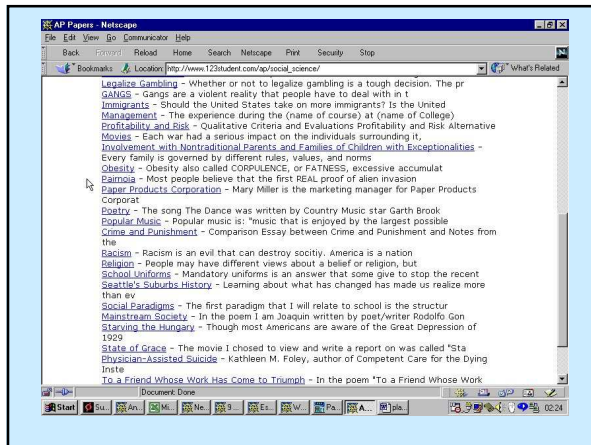 AP Papers - Netscape
File Edit View Go Communicator Help
Back Forward Reload Home Search Netscape Print Security Stop
Bookmarks Location: http://www.123student.com/ap/social_science/ What's Related
Legalize Gambling - Whether or not to legalize gambling is a tough decision. The pr
GANGS - Gangs are a violent reality that people have to deal with in t
Immigrants - Should the United States take on more immigrants? Is the United
Management - The experience during the (name of course) at (name of College)
Profitability and Risk - Qualitative Criteria and Evaluations Profitability and Risk Alternative
Movies - Each war had a serious impact on the individuals surrounding it,
Involvement with Nontraditional Parents and Families of Children with Exceptionalities -
Every family is governed by different rules, values, and norms
Obesity - Obesity also called CORPULENCE, or FATNESS, excessive accumulat
Pairnoia - Most people believe that the first REAL proof of alien invasion
Paper Products Corporation - Mary Miller is the marketing manager for Paper Products
Corporat
Poetry - The song The Dance was written by Country Music star Garth Brook
Popular Music - Popular music is: "music that is enjoyed by the largest possible
Crime and Punishment - Comparison Essay between Crime and Punishment and Notes from
the
Racism - Racism is an evil that can destroy socitiy. America is a nation
Religion - People may have different views about a belief or religion, but
School Uniforms - Mandatory uniforms is an answer that some give to stop the recent
Seattle's Suburbs History - Learning about what has changed has made us realize more
than ev
Social Paradigms - The first paradigm that I will relate to school is the structur
Mainstream Society - In the poem I am Joaquin written by poet/writer Rodolfo Gon
Starving the Hungary - Though most Americans are aware of the Great Depression of
1929
State of Grace - The movie I chosed to view and write a report on was called "Sta
Physician-Assisted Suicide - Kathleen M. Foley, author of Competent Care for the Dying
Inste
To a Friend Whose Work Has Come to Triumph - In the poem "To a Friend Whose Work
Document: Done
Start Su... An... Mi... Ne... 9 ... Es... W... Pa... A... pla... 02:24